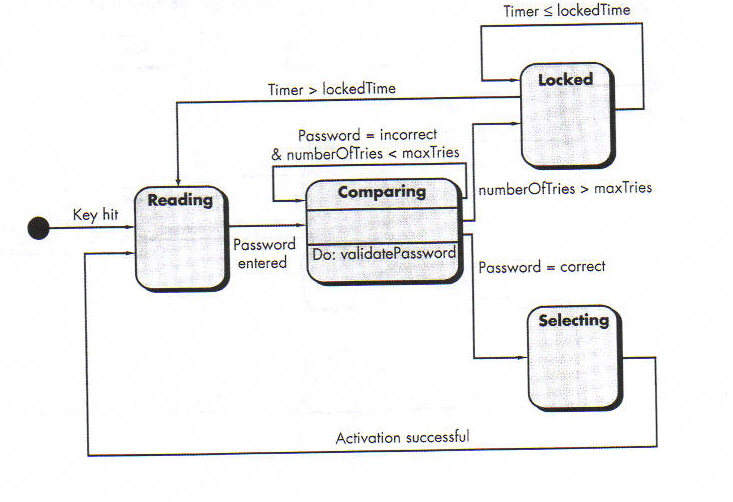 Timer ≤ lockedTime
Locked
Timer > lockedTime
Password = incorrect
& numberOfTries < maxTries
Comparing
numberOfTries > maxTries
Reading
Key hit
Password
entered
Do: validatePassword
Password = correct
Selecting
Activation successful